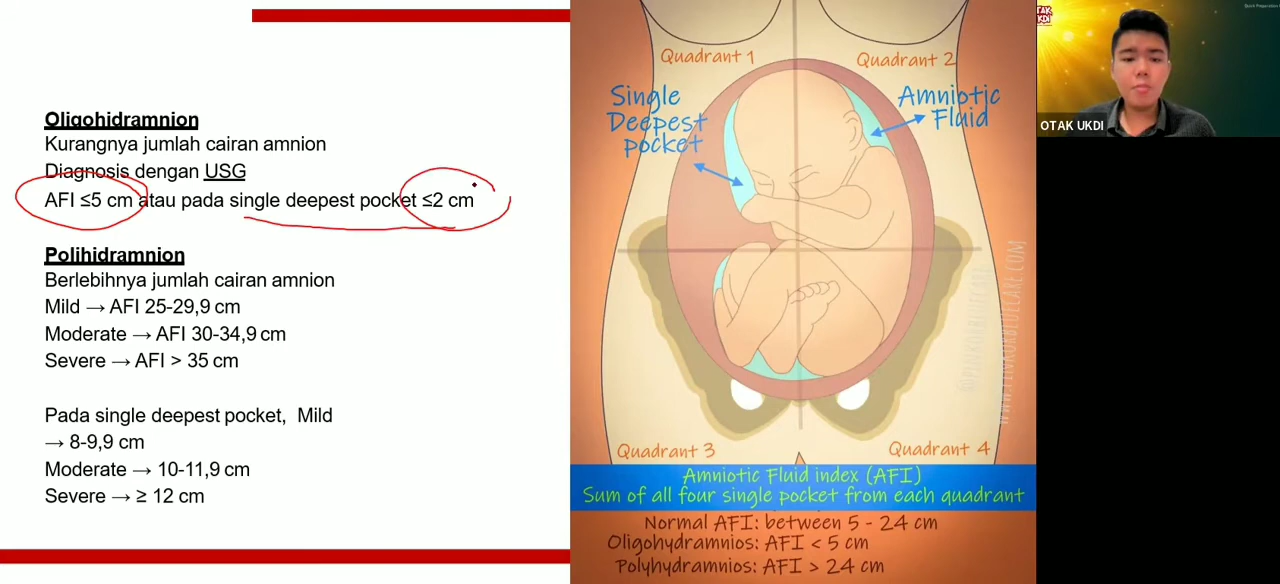 Oligohidramnion
Kurangnya jumlah cairan amnion
Diagnosis dengan USG
AFI ≤5 cm atau pada single deepest pocket ≤2 cm
Polihidramnion
Berlebihnya jumlah cairan amnion
Mild → AFI 25-29,9 cm
Moderate → AFI 30-34,9 cm
Severe → AFI > 35 cm
Pada single deepest pocket, Mild
→ 8-9,9 cm
Moderate → 10-11,9 cm
Severe → ≥ 12 cm
Quadrant 1
Quadrant 2
Single
Deepest
pocket
Amniotic
Fluid
@PINKORBLUECARE
WWW.PINKORBLUECARE.COM
Quadrant 3
Quadrant 4
Amniotic Fluid index (AFI)
Sum of all four single pocket from each quadrant
Normal AFI: between 5 - 24 cm
Oligohydramnios: AFI < 5 cm
Polyhydramnios: AFI > 24 cm
OTAK UKDI